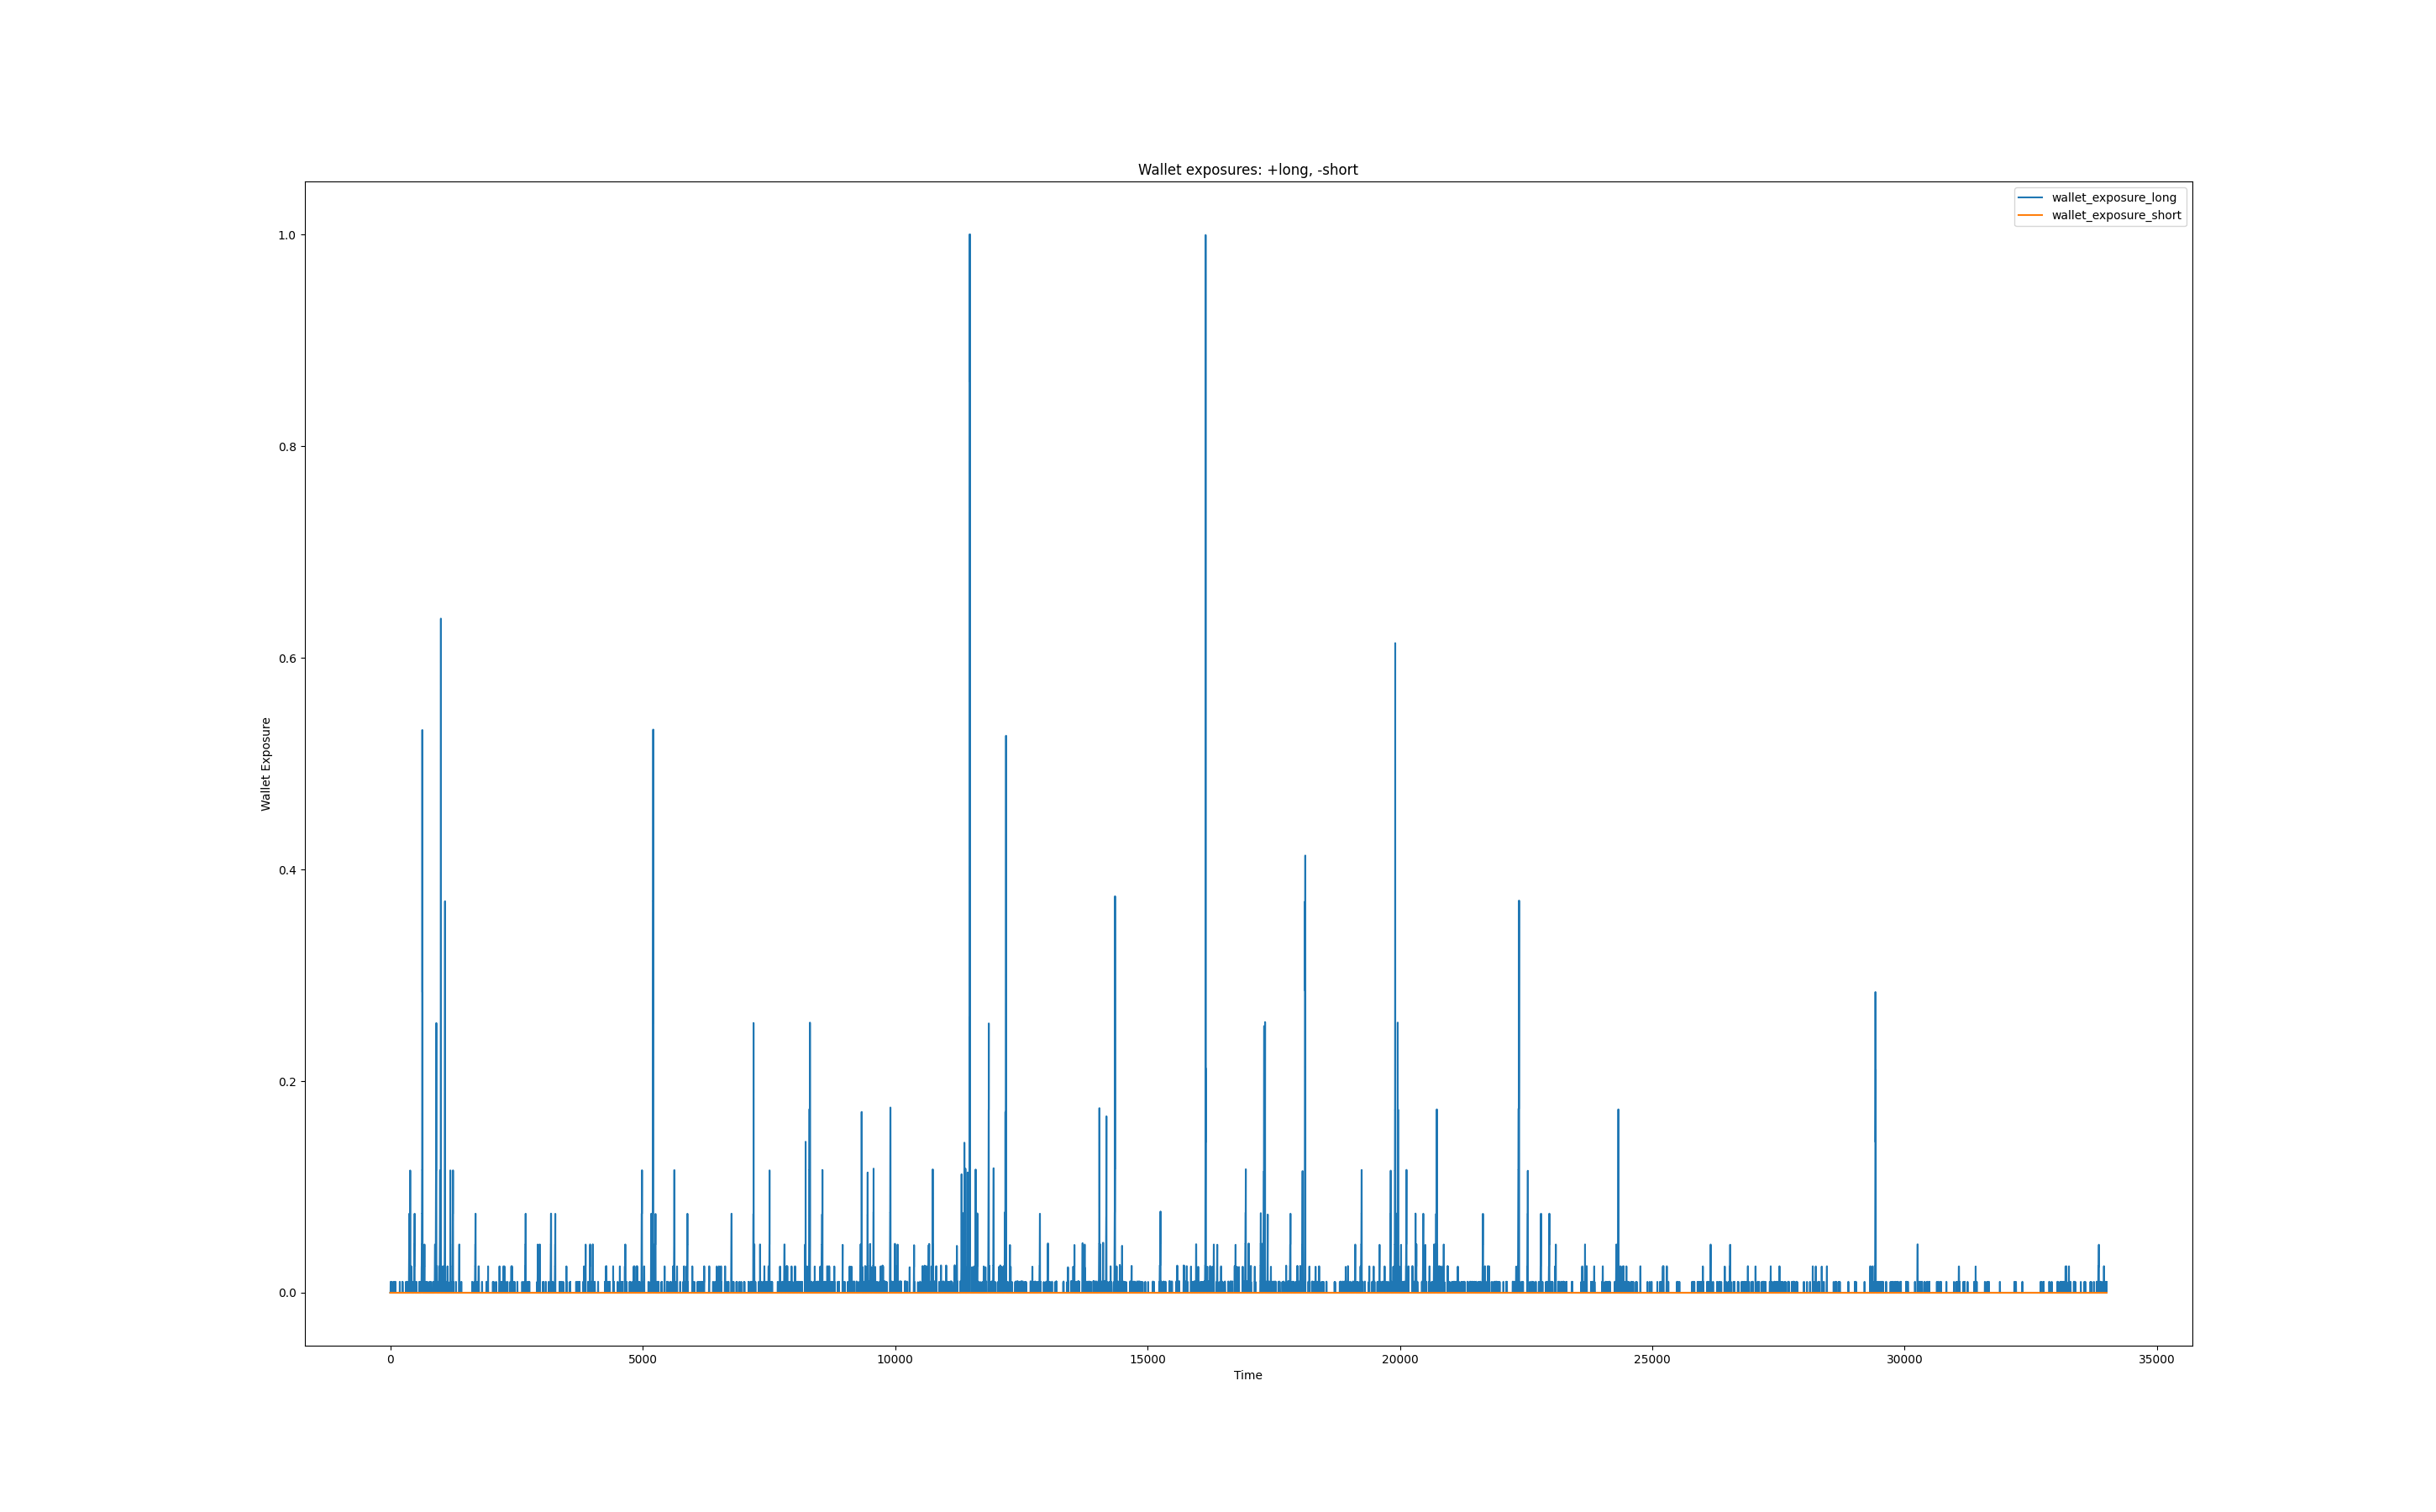 Wallet exposures: +long, -short
wallet_exposure_long
wallet_exposure_short
1.0
0.8
0.6
0.4
0.2
0.0
Wallet Exposure
0 5000 10000 15000 20000 25000 30000 35000
Time